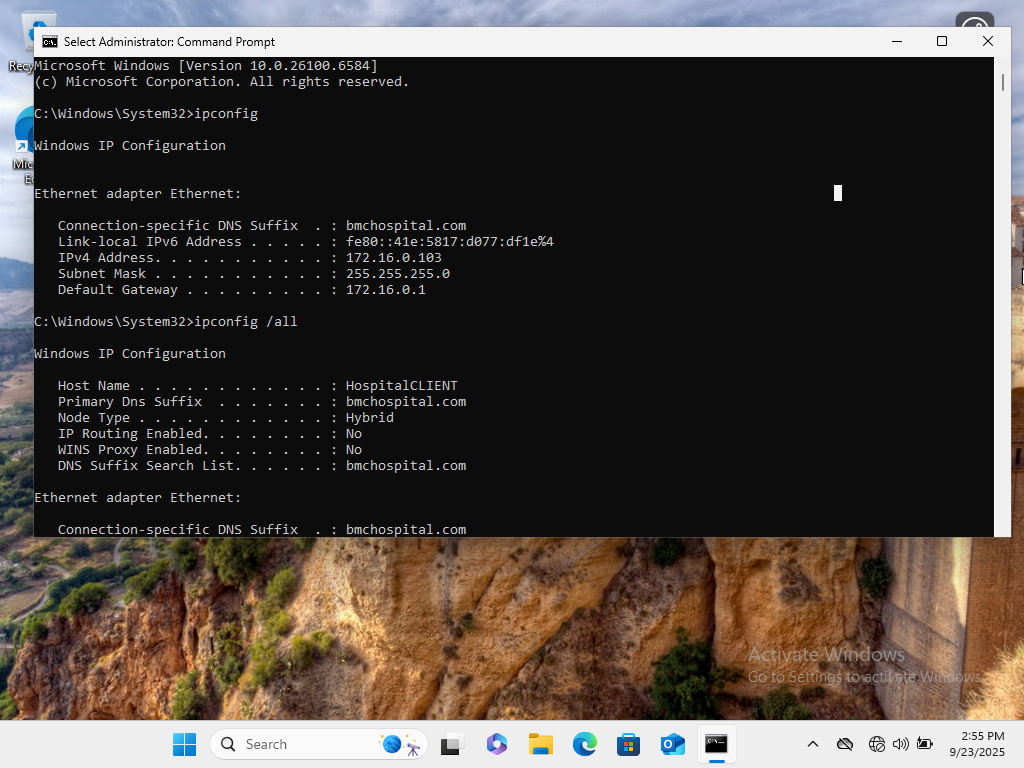 Select Administrator: Command Prompt
Recy
Microsoft Windows [Version 10.0.26100.6584]
(c) Microsoft Corporation. All rights reserved.
C:\Windows\System32>ipconfig
Windows IP Configuration
Ethernet adapter Ethernet:
Connection-specific DNS Suffix  . : bmchospital.com
Link-local IPv6 Address . . . . . : fe80::41e:5817:d077:df1e%4
IPv4 Address. . . . . . . . . . . : 172.16.0.103
Subnet Mask . . . . . . . . . . . : 255.255.255.0
Default Gateway . . . . . . . . . : 172.16.0.1
C:\Windows\System32>ipconfig /all
Windows IP Configuration
Host Name . . . . . . . . . . . . : HospitalCLIENT
Primary Dns Suffix  . . . . . . . : bmchospital.com
Node Type . . . . . . . . . . . . : Hybrid
IP Routing Enabled. . . . . . . . : No
WINS Proxy Enabled. . . . . . . . : No
DNS Suffix Search List. . . . . . : bmchospital.com
Ethernet adapter Ethernet:
Connection-specific DNS Suffix  . : bmchospital.com
Activate Windows
Go to Settings to activate Windows.
Search
2:55 PM
9/23/2025